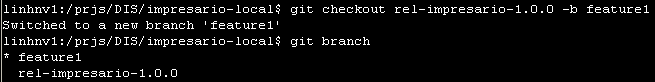 linhnv1:/prjs/DIS/impresario-local$ git checkout rel-impresario-1.0.0 -b feature1
Switched to a new branch 'feature1'
linhnv1:/prjs/DIS/impresario-local$ git branch
* feature1
  rel-impresario-1.0.0